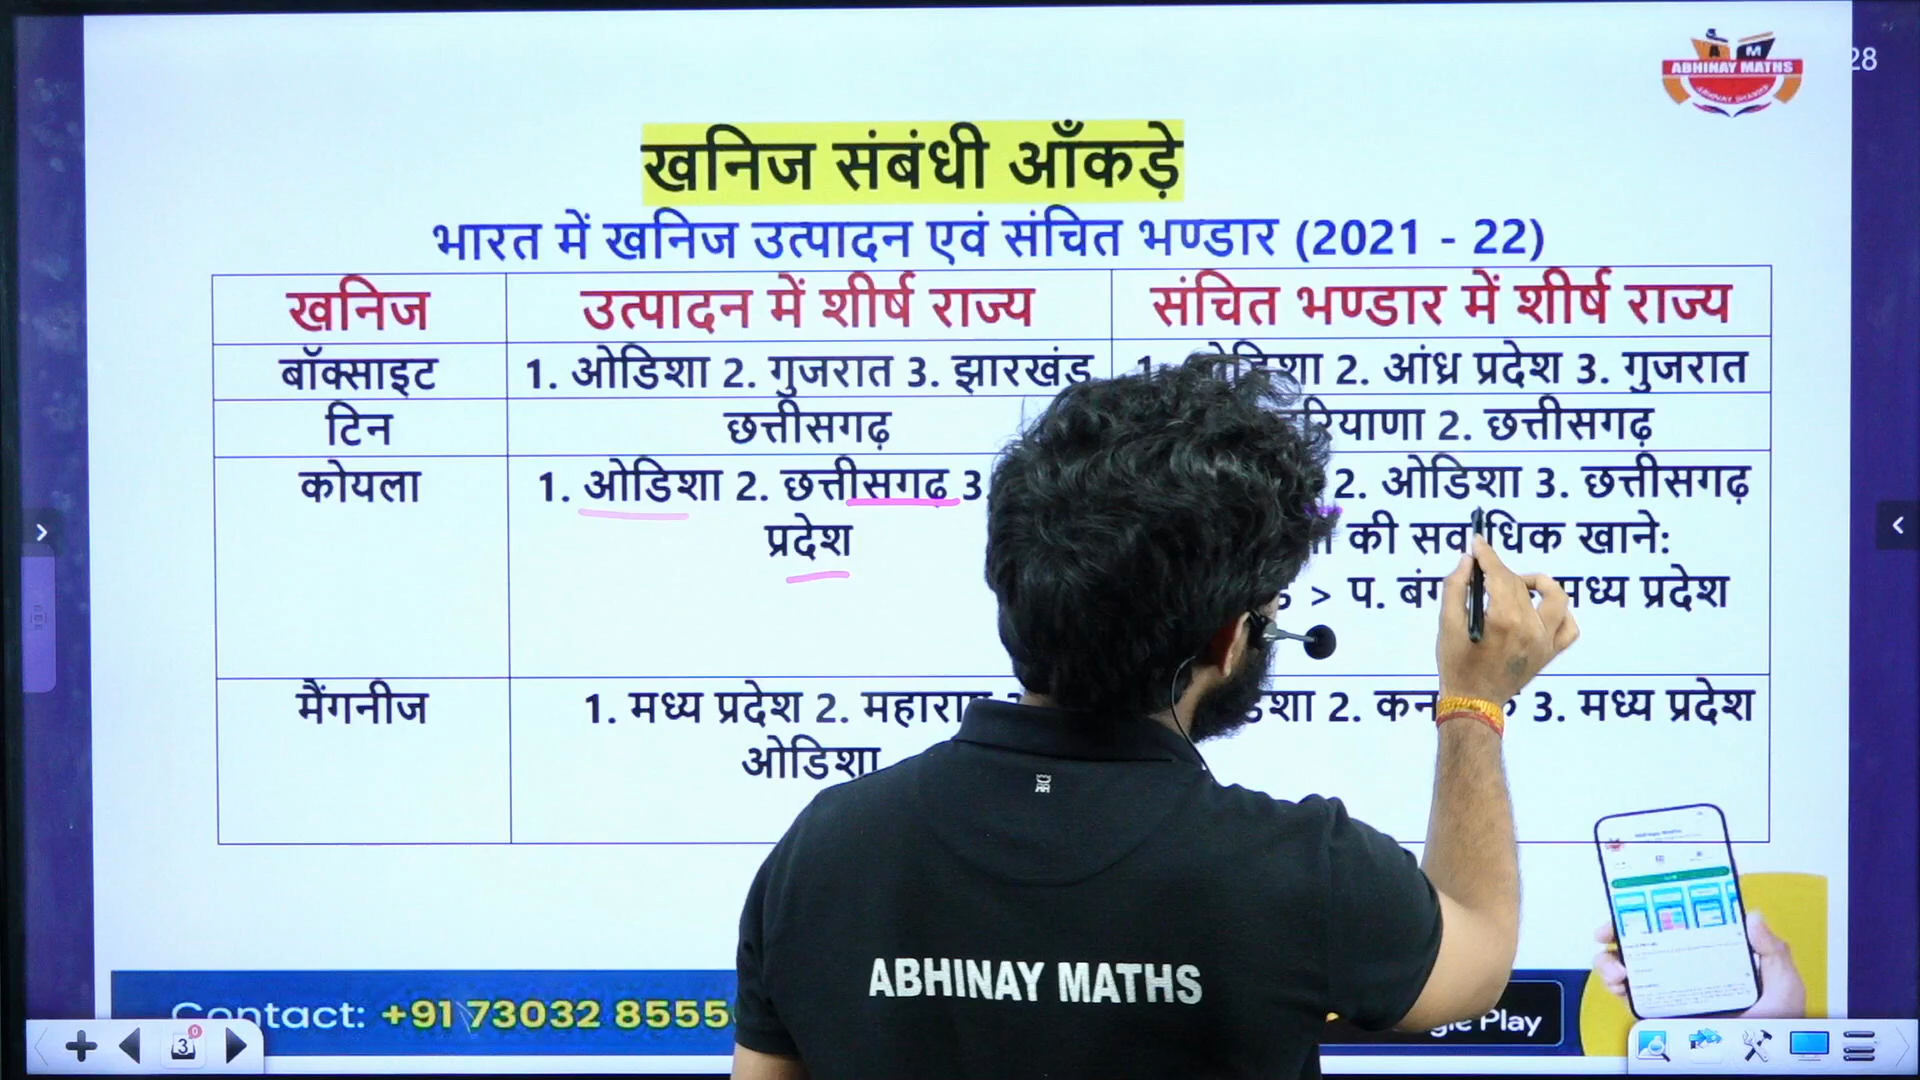 A M
ABHINAY MATHS
28
खनिज संबंधी आँकड़े
भारत में खनिज उत्पादन एवं संचित भण्डार (2021 - 22)
खनिज उत्पादन में शीर्ष राज्य संचित भण्डार में शीर्ष राज्य
बॉक्साइट 1. ओडिशा 2. गुजरात 3. झारखंड 2. आंध्र प्रदेश 3. गुजरात
टिन छत्तीसगढ़ 2. छत्तीसगढ़
कोयला 1. ओडिशा 2. छत्तीसगढ़ 3. 2. ओडिशा 3. छत्तीसगढ़
प्रदेश की खाने:
> प. मध्य प्रदेश
मैंगनीज 1. मध्य प्रदेश 2. 2. 3. मध्य प्रदेश
ओडिशा
ABHINAY MATHS
Contact: +91 73032 8555
Play
3
0